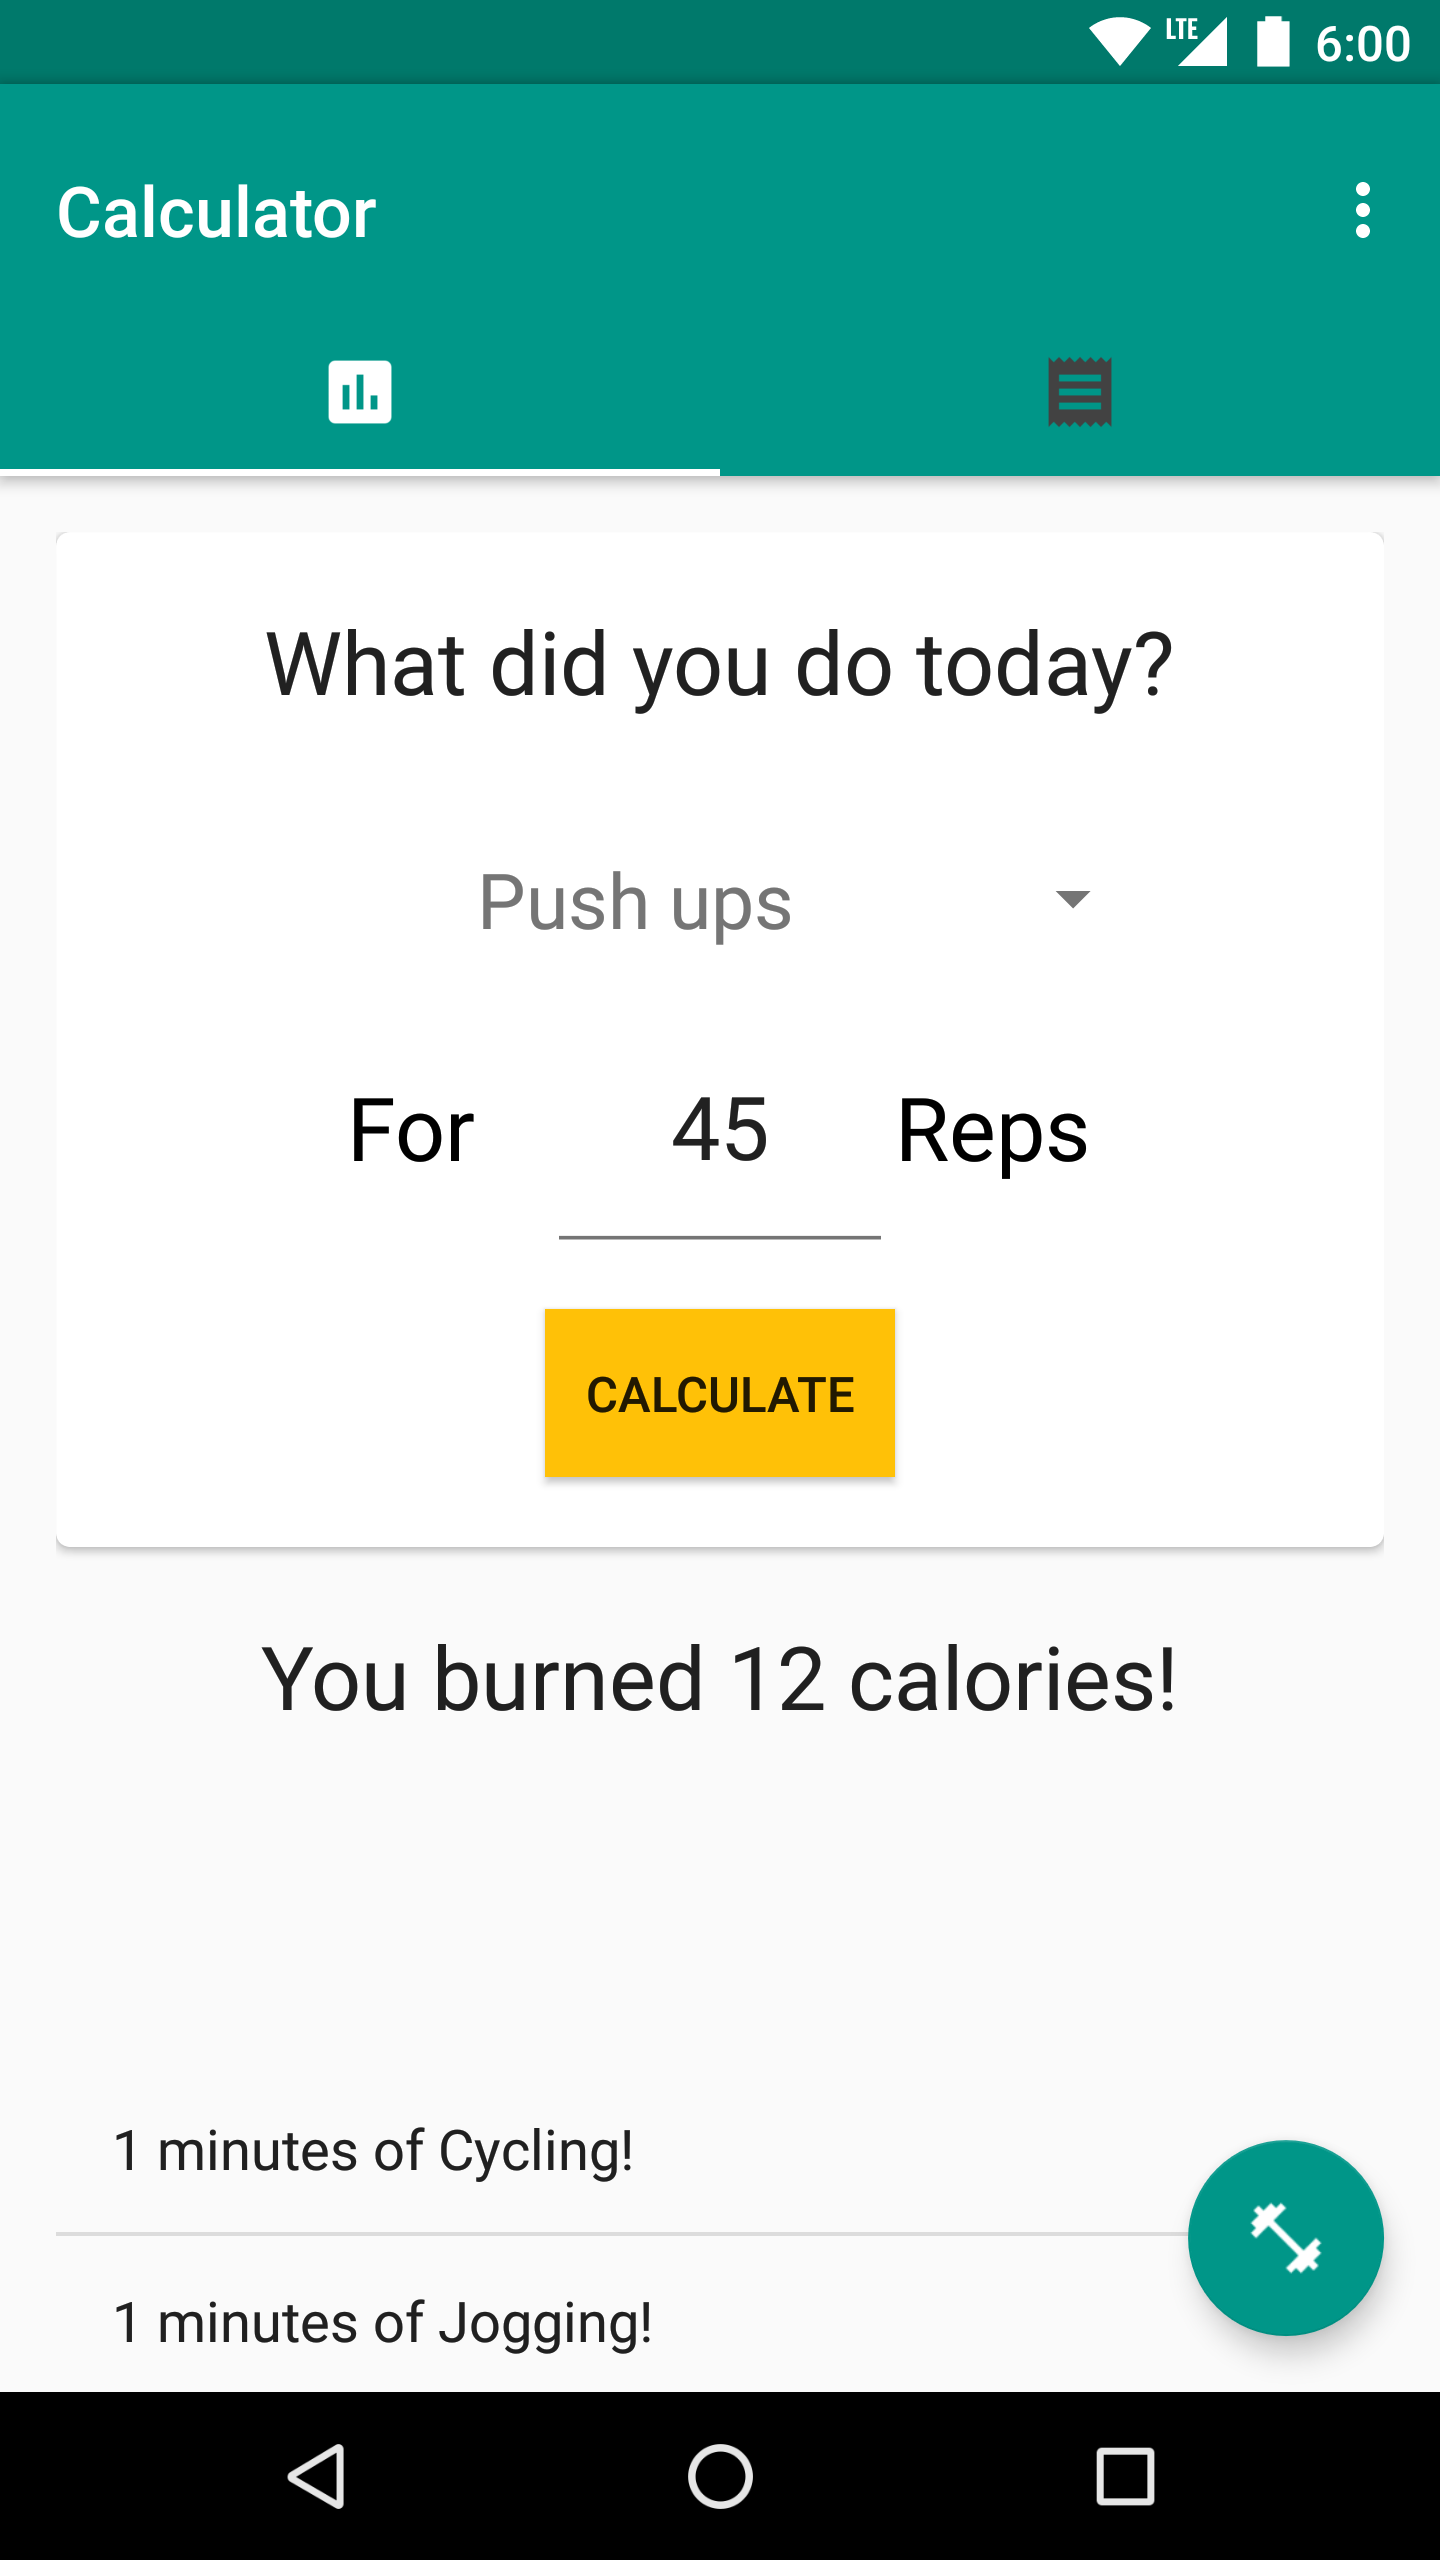 LTE 6:00
Calculator
What did you do today?
Push ups
For 45 Reps
CALCULATE
You burned 12 calories!
1 minutes of Cycling!
1 minutes of Jogging!